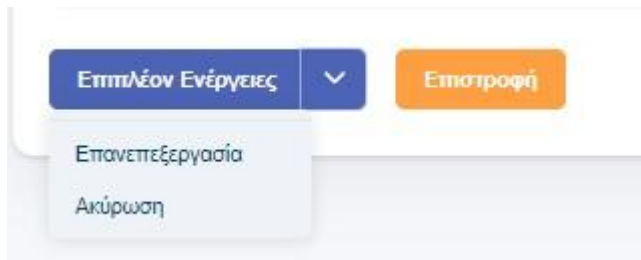 Επιπλέον Ενέργειες
Επιστροφή
Επανεπεξεργασία
Ακύρωση